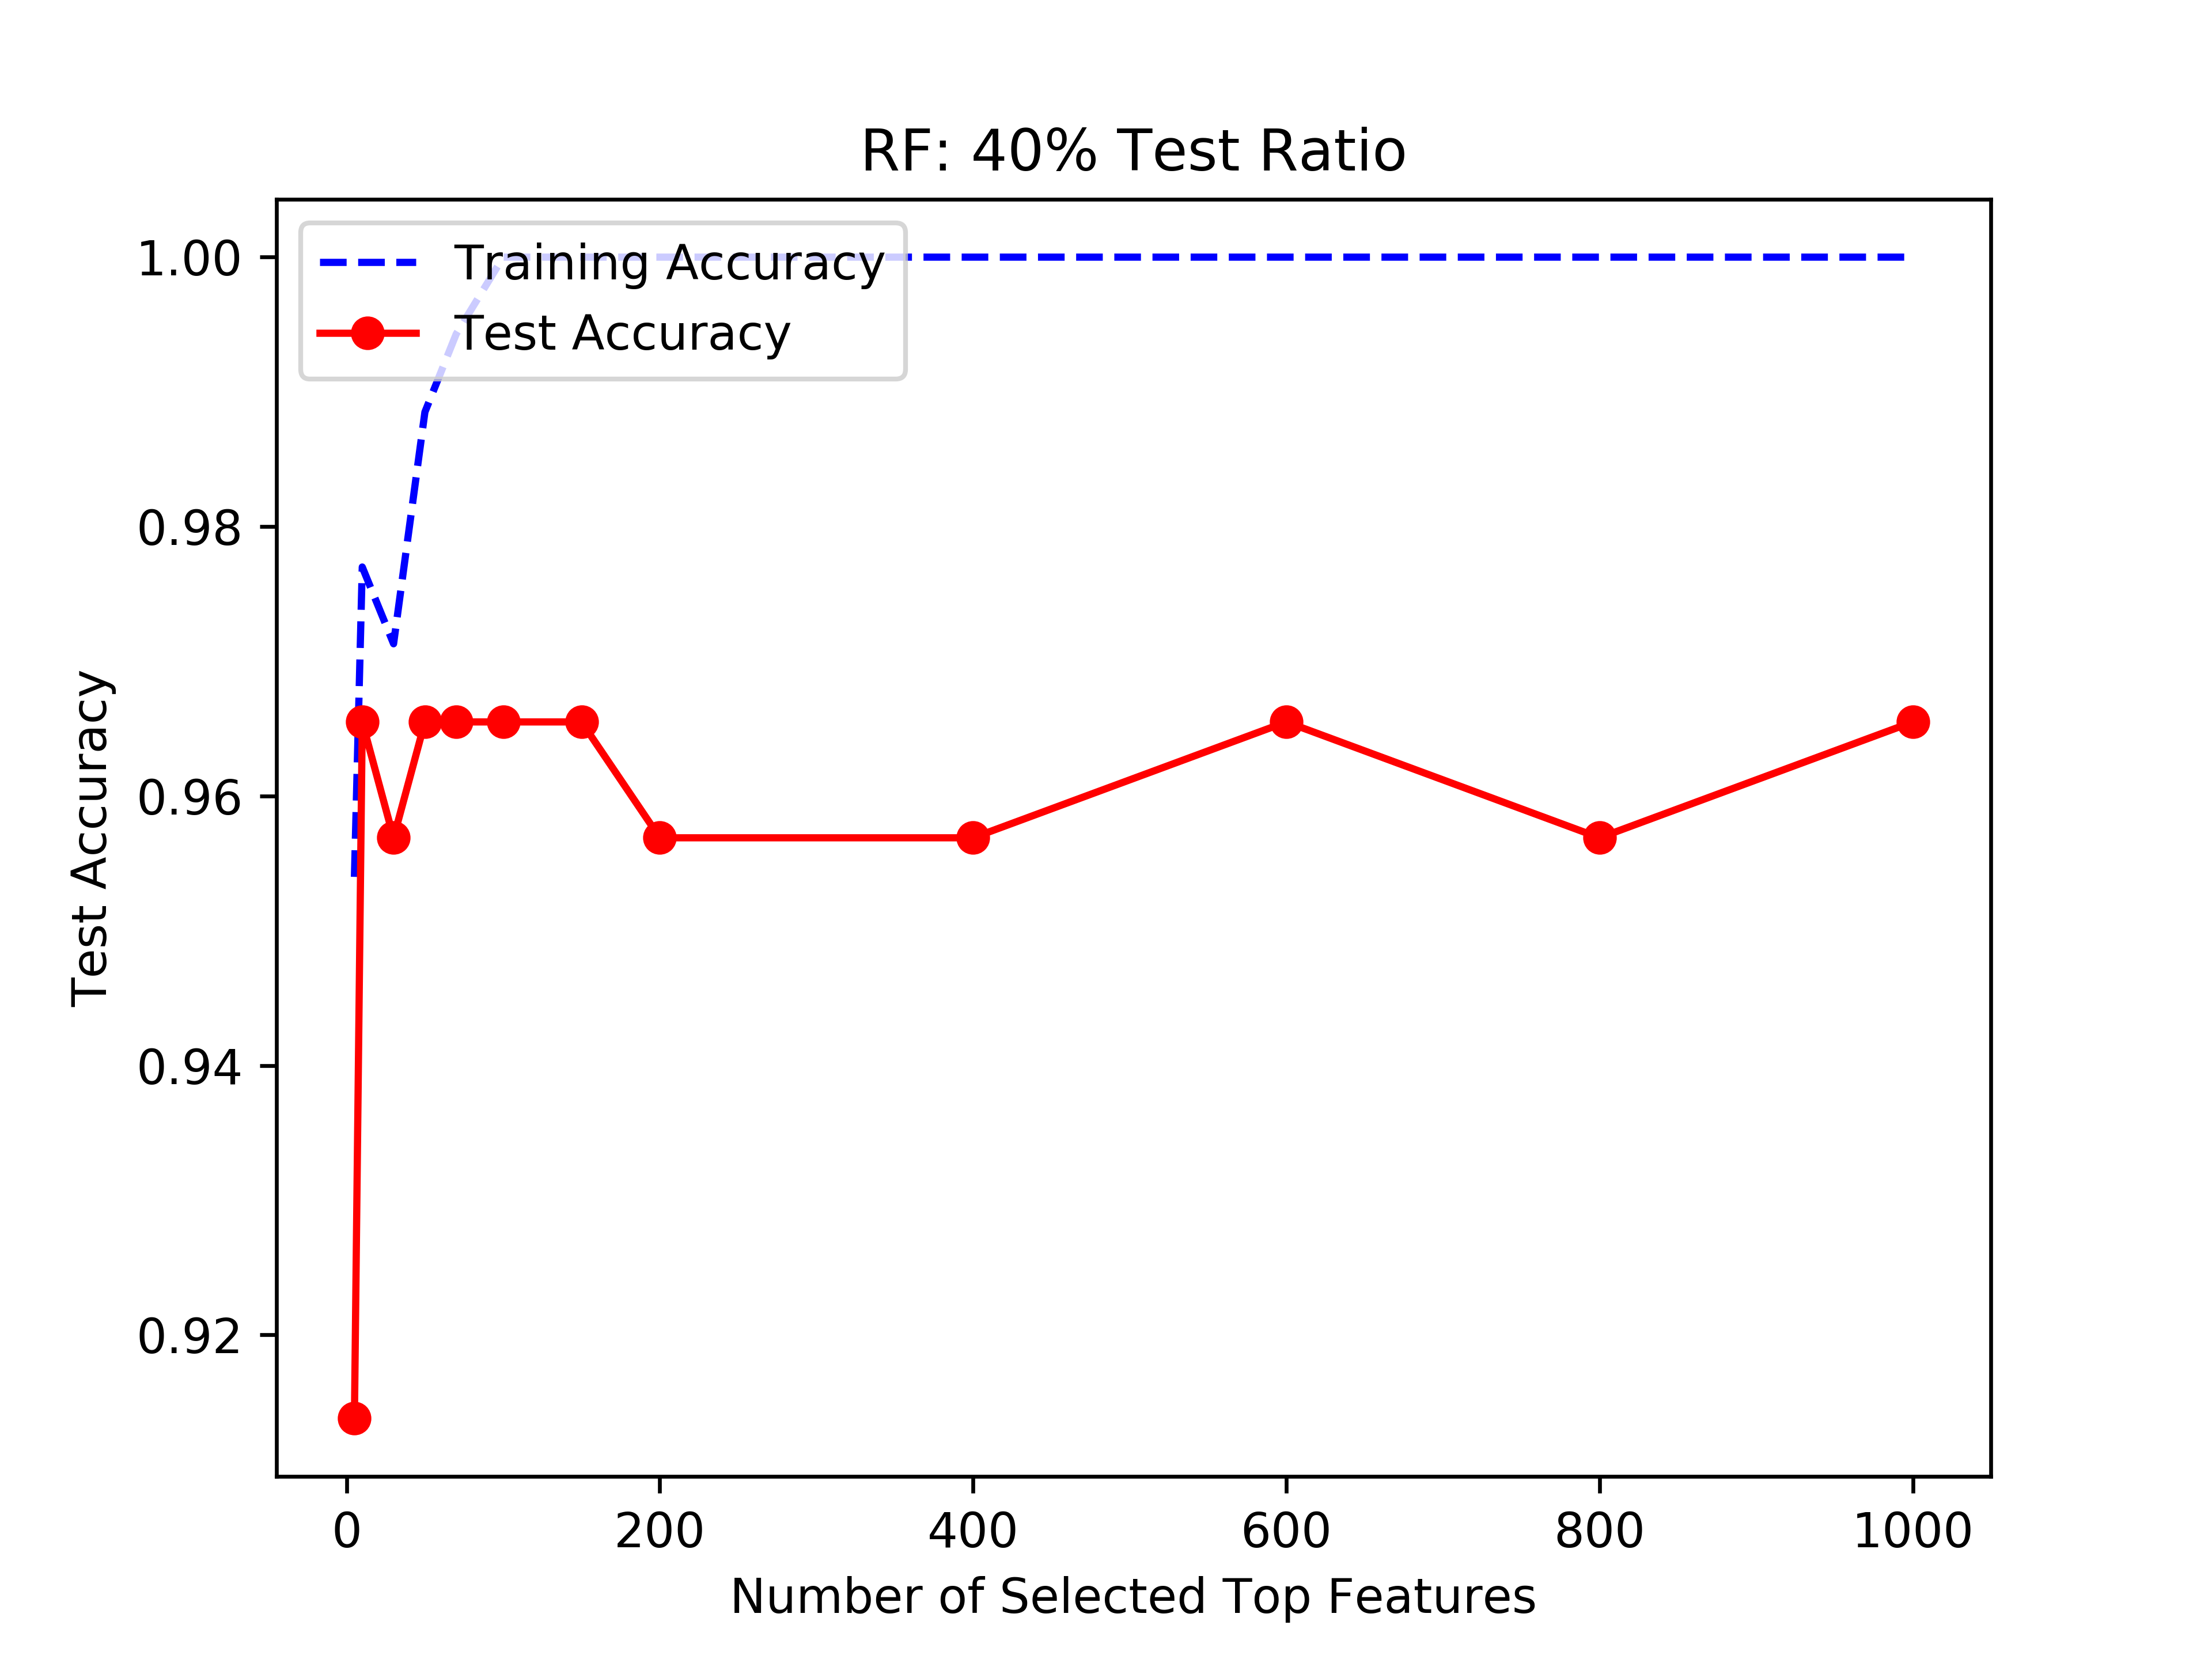 RF: 40% Test Ratio
Training Accuracy
Test Accuracy
1.00
0.98
0.96
0.94
0.92
Test Accuracy
0 200 400 600 800 1000
Number of Selected Top Features